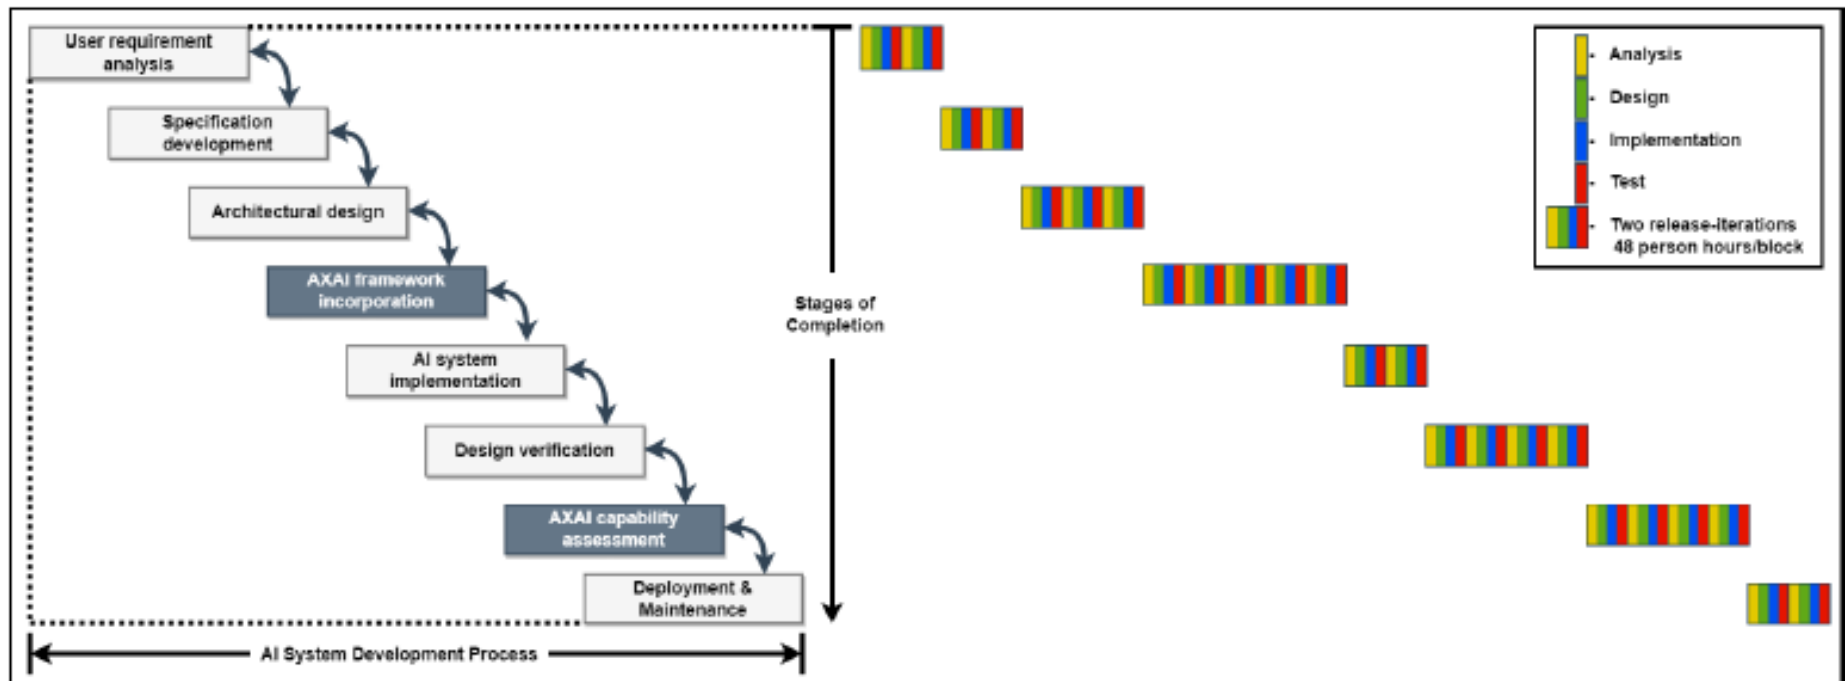 User requirement
analysis
Specification
development
Architectural design
AXAI framework
incorporation
AI system
implementation
Design verification
AXAI capability
assessment
Deployment &
Maintenance
AI System Development Process
Stages of
Completion
- Analysis
- Design
- Implementation
- Test
- Two release-iterations
48 person hours/block